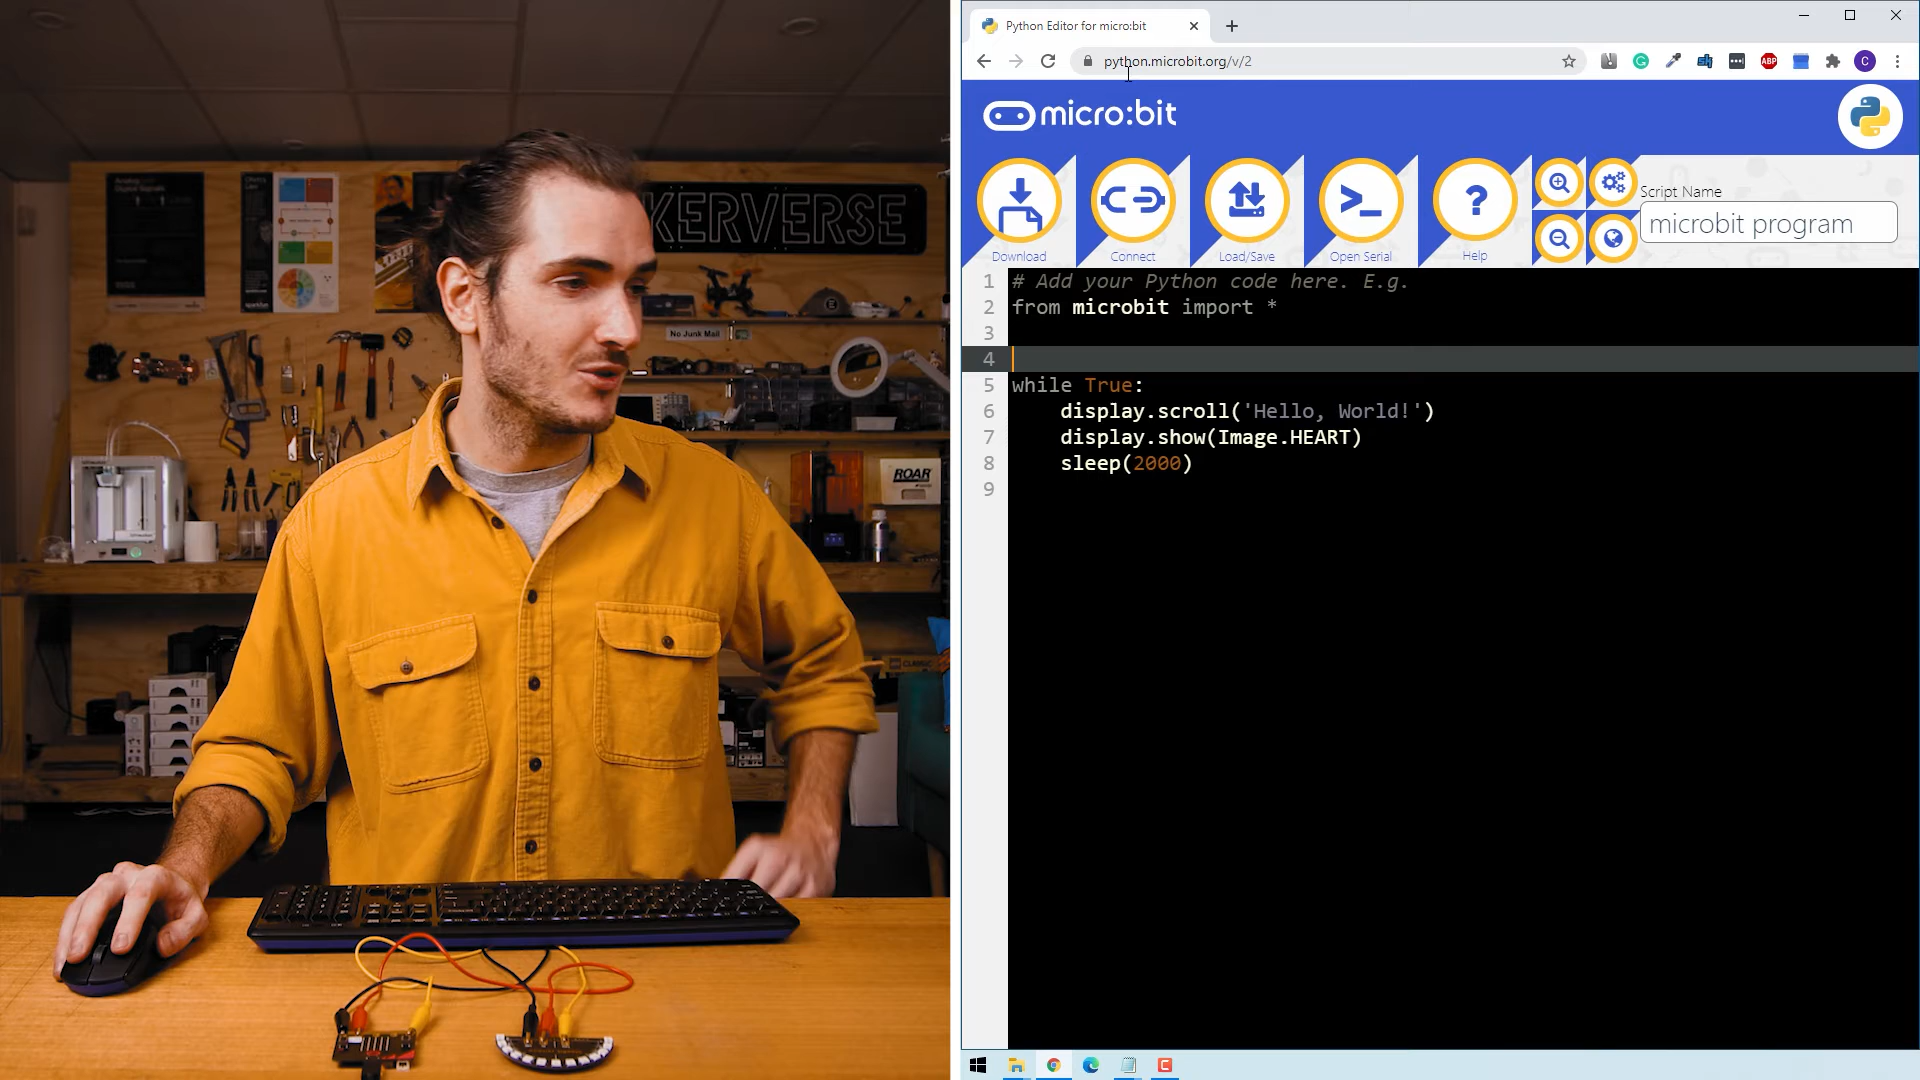 KERVERSE
No Junk Mail
ROAR
CLASSIC
Python Editor for micro:bit
python.microbit.org/v/2
ABP
C
micro:bit
Download
Connect
Load/Save
Open Serial
Help
Script Name
microbit program
1 # Add your Python code here. E.g.
2 from microbit import *
3
4
5 while True:
6 display.scroll('Hello, World!')
7 display.show(Image.HEART)
8 sleep(2000)
9